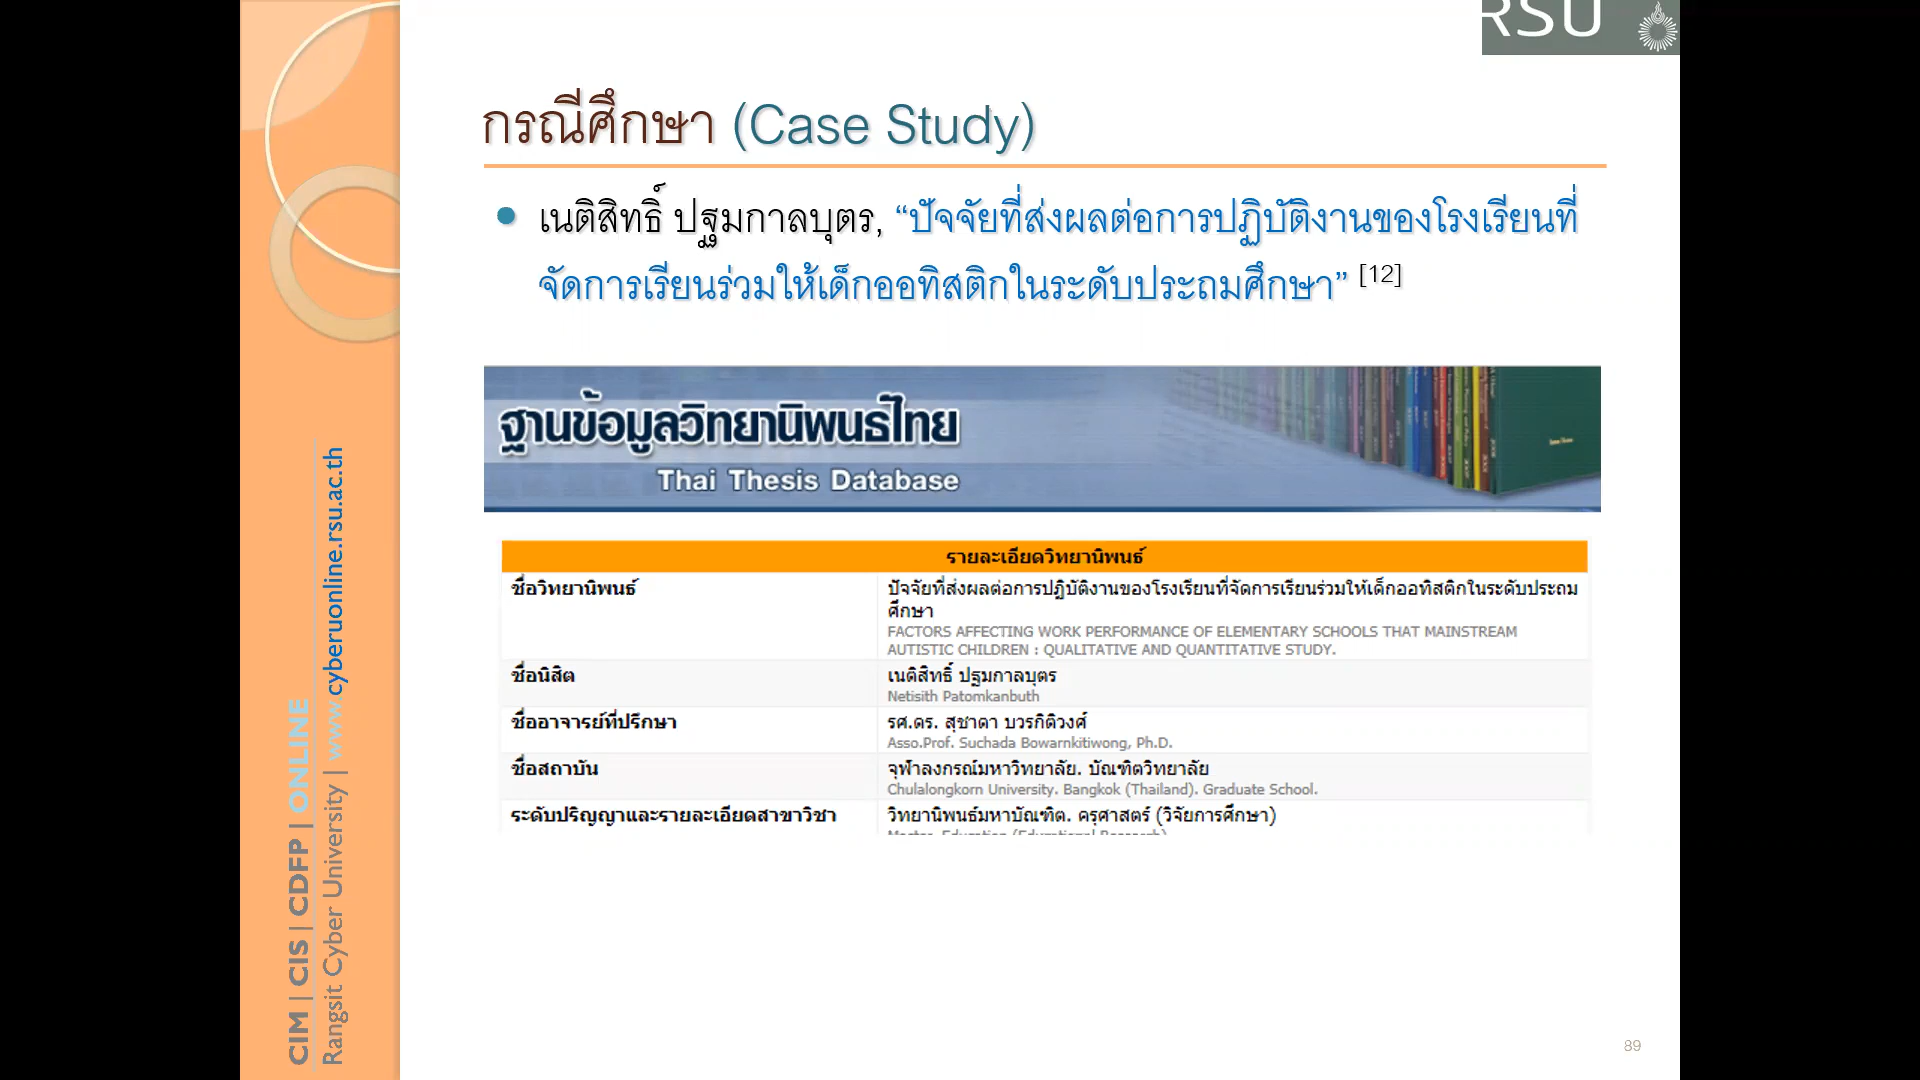 RSU
กรณีศึกษา (Case Study)
เนติสิทธิ์ ปฐมกาลบุตร, “ปัจจัยที่ส่งผลต่อการปฏิบัติงานของโรงเรียนที่
จัดการเรียนร่วมให้เด็กออทิสติกในระดับประถมศึกษา” [12]
ฐานข้อมูลวิทยานิพนธ์ไทย
Thai Thesis Database
รายละเอียดวิทยานิพนธ์
ชื่อวิทยานิพนธ์ ปัจจัยที่ส่งผลต่อการปฏิบัติงานของโรงเรียนที่จัดการเรียนร่วมให้เด็กออทิสติกในระดับประถม
ศึกษา
FACTORS AFFECTING WORK PERFORMANCE OF ELEMENTARY SCHOOLS THAT MAINSTREAM
AUTISTIC CHILDREN : QUALITATIVE AND QUANTITATIVE STUDY.
ชื่อนิสิต เนติสิทธิ์ ปฐมกาลบุตร
Netisith Patomkanbuth
ชื่ออาจารย์ที่ปรึกษา รศ.ดร. สุชาดา บวรกิติวงศ์
Asso.Prof. Suchada Bowarnkitiwong, Ph.D.
ชื่อสถาบัน จุฬาลงกรณ์มหาวิทยาลัย. บัณฑิตวิทยาลัย
Chulalongkorn University. Bangkok (Thailand). Graduate School.
ระดับปริญญาและรายละเอียดสาขาวิชา วิทยานิพนธ์มหาบัณฑิต. ครุศาสตร์ (วิจัยการศึกษา)
Master. Education (Educational Research)
CIM | CIS | CDFP | ONLINE
Rangsit Cyber University | www.cyberuonline.rsu.ac.th
89